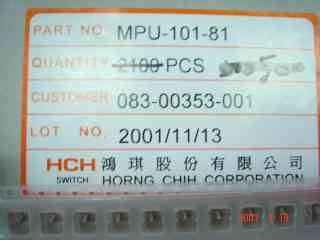 PART NO. MPU-101-81
QUANTITY 2100 PCS
CUSTOMER 083-00353-001
LOT NO. 2001/11/13
HCH 鴻琪股份有限公司
SWITCH HORNG CHIH CORPORATION